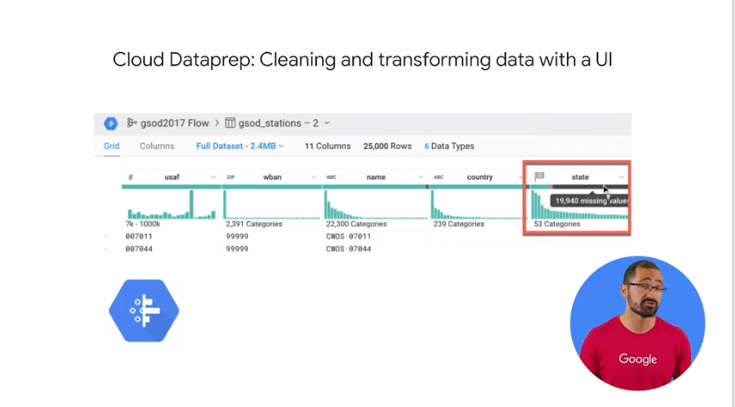 Cloud Dataprep: Cleaning and transforming data with a UI
gsod2017 Flow > gsod_stations – 2
Grid Columns Full Dataset - 2.4MB 11 Columns 25,000 Rows 6 Data Types
# usaf ZIP wban ABC name ABC country state
19,940 missing values
7k - 1000k 2,391 Categories 22,300 Categories 239 Categories 53 Categories
007011 99999 CWOS·07011
007044 99999 CWOS·07044
Google